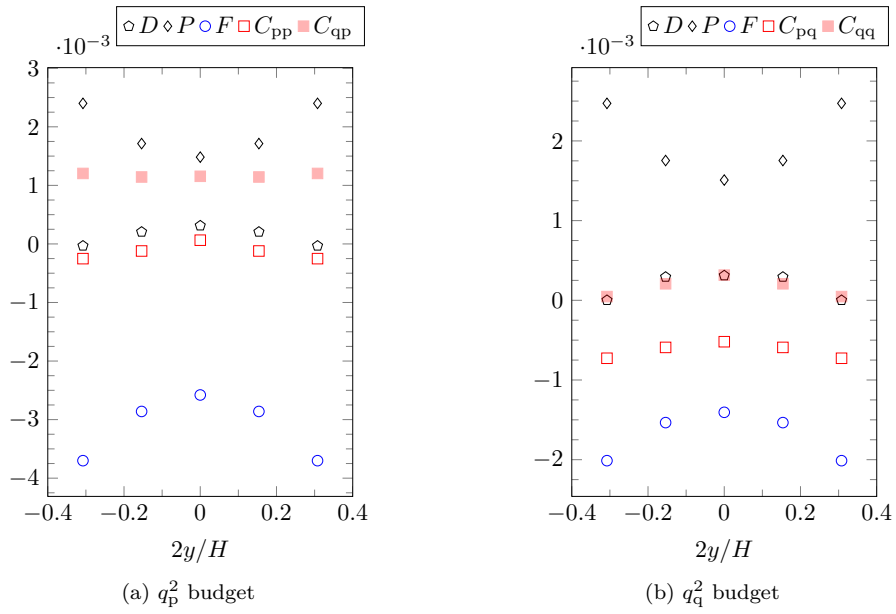 D P F C_pp C_qp
·10^−3
3
2
1
0
−1
−2
−3
−4
−0.4 −0.2 0 0.2 0.4
2y/H
(a) q_p^2 budget
D P F C_pq C_qq
·10^−3
2
1
0
−1
−2
−0.4 −0.2 0 0.2 0.4
2y/H
(b) q_q^2 budget